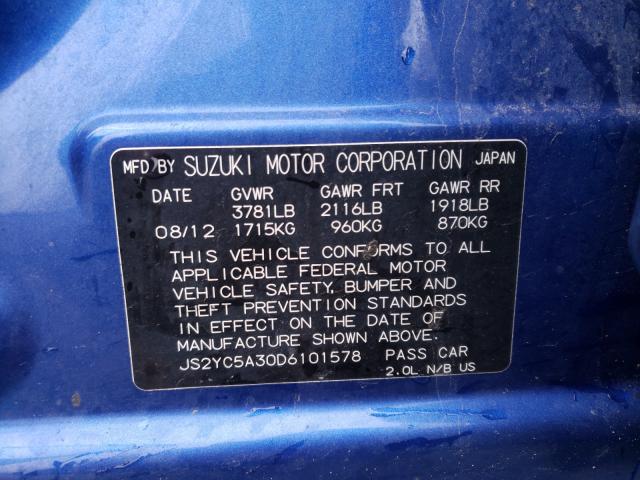 MFD BY SUZUKI MOTOR CORPORATION JAPAN
DATE GVWR GAWR FRT GAWR RR
3781LB 2116LB 1918LB
08/12 1715KG 960KG 870KG
THIS VEHICLE CONFORMS TO ALL
APPLICABLE FEDERAL MOTOR
VEHICLE SAFETY, BUMPER AND
THEFT PREVENTION STANDARDS
IN EFFECT ON THE DATE OF
MANUFACTURE SHOWN ABOVE.
JS2YC5A30D6101578 PASS CAR
2.0L N/B US